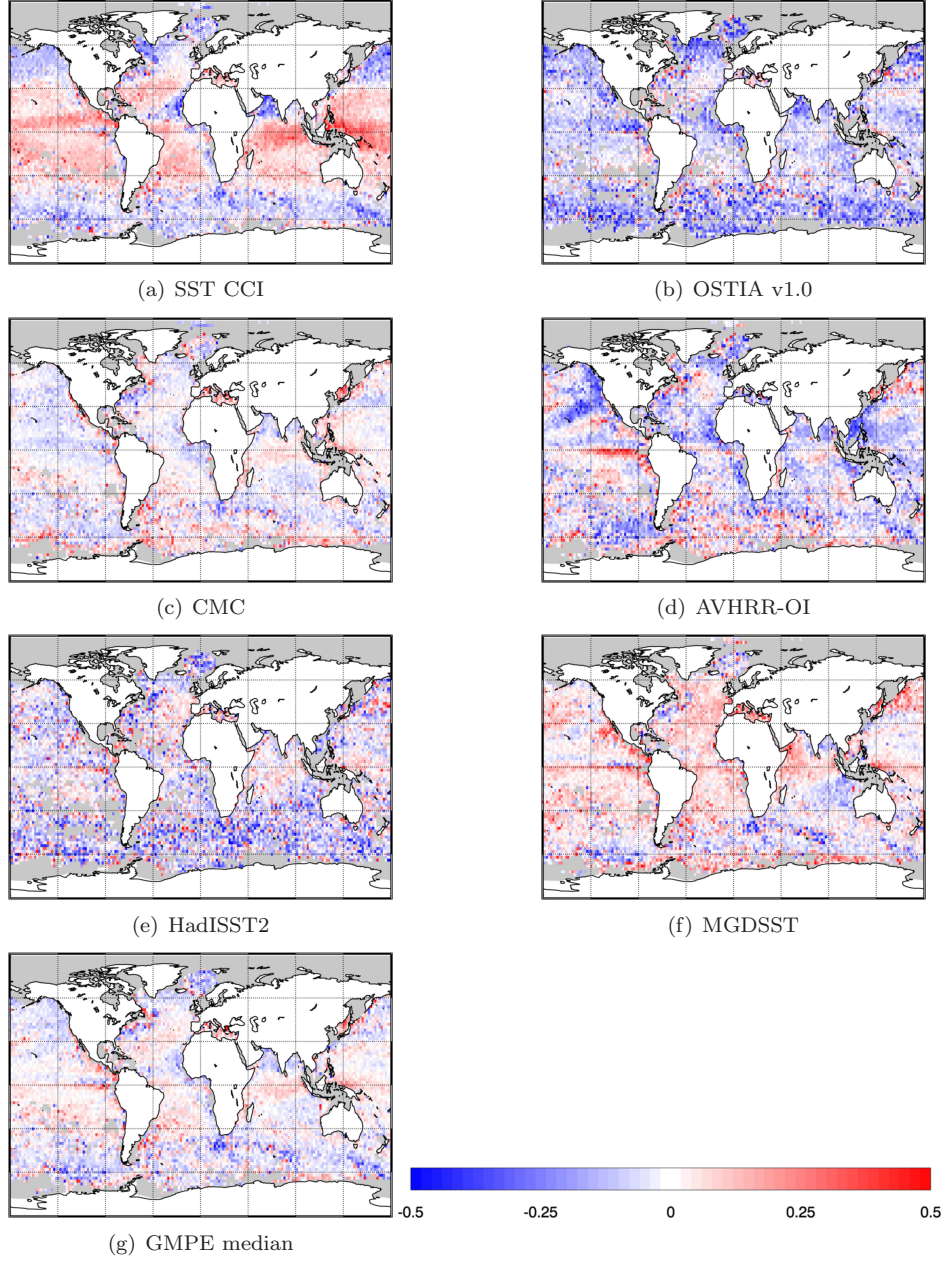 (a) SST CCI
(b) OSTIA v1.0
(c) CMC
(d) AVHRR-OI
(e) HadISST2
(f) MGDSST
-0.5 -0.25 0 0.25 0.5
(g) GMPE median